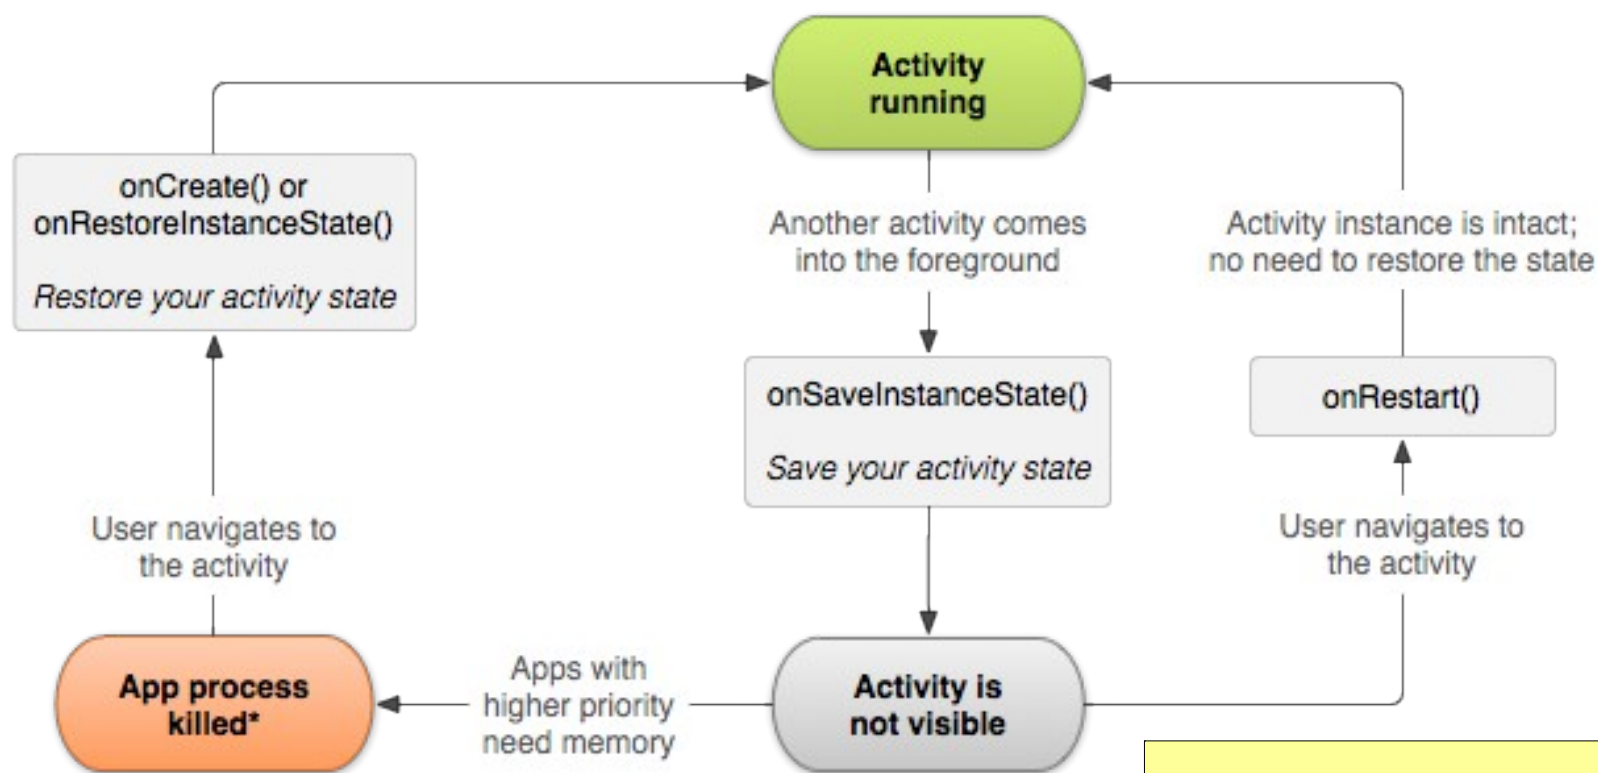 Activity
running
onCreate() or
onRestoreInstanceState()
Restore your activity state
Another activity comes
into the foreground
Activity instance is intact;
no need to restore the state
onSaveInstanceState()
Save your activity state
onRestart()
User navigates to
the activity
User navigates to
the activity
App process
killed*
Apps with
higher priority
need memory
Activity is
not visible